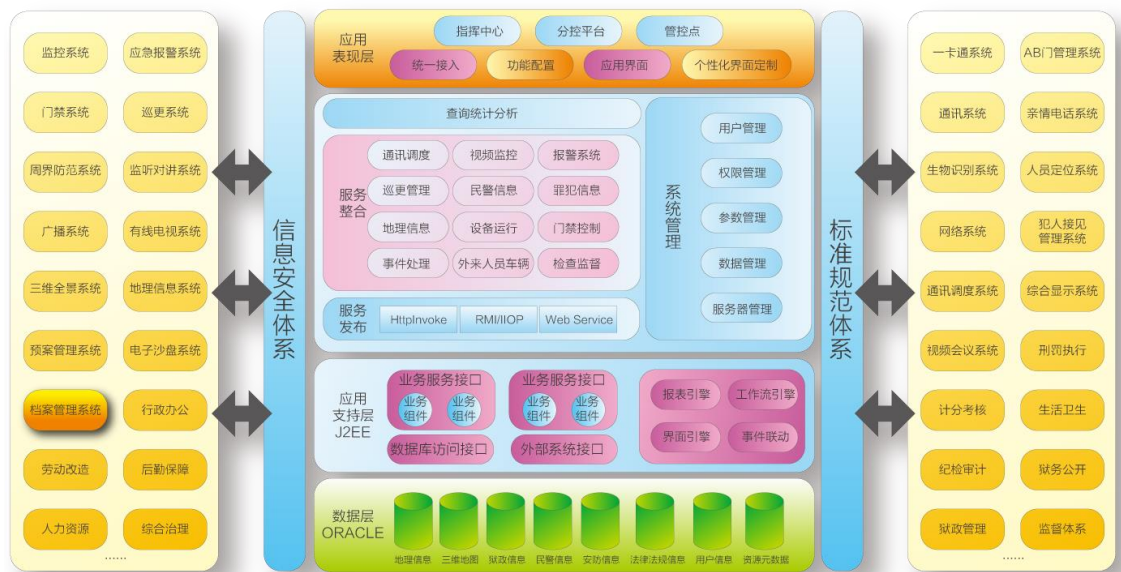 监控系统
应急报警系统
门禁系统
巡更系统
周界防范系统
监听对讲系统
广播系统
有线电视系统
三维全景系统
地理信息系统
预案管理系统
电子沙盘系统
档案管理系统
行政办公
劳动改造
后勤保障
人力资源
综合治理
……
信息安全体系
应用
表现层
指挥中心
分控平台
管控点
统一接入
功能配置
应用界面
个性化界面定制
查询统计分析
服务
整合
通讯调度
视频监控
报警系统
巡更管理
民警信息
罪犯信息
地理信息
设备运行
门禁控制
事件处理
外来人员车辆
检查监督
服务
发布
HttpInvoke
RMI/IIOP
Web Service
系统管理
用户管理
权限管理
参数管理
数据管理
服务器管理
应用
支持层
J2EE
业务服务接口
业务
组件
业务
组件
业务服务接口
业务
组件
业务
组件
数据库访问接口
外部系统接口
报表引擎
工作流引擎
界面引擎
事件联动
数据层
ORACLE
地理信息
三维地图
狱政信息
民警信息
安防信息
法律法规信息
用户信息
资源元数据
标准规范体系
一卡通系统
AB门管理系统
通讯系统
亲情电话系统
生物识别系统
人员定位系统
网络系统
犯人接见
管理系统
通讯调度系统
综合显示系统
视频会议系统
刑罚执行
计分考核
生活卫生
纪检审计
狱务公开
狱政管理
监督体系
……